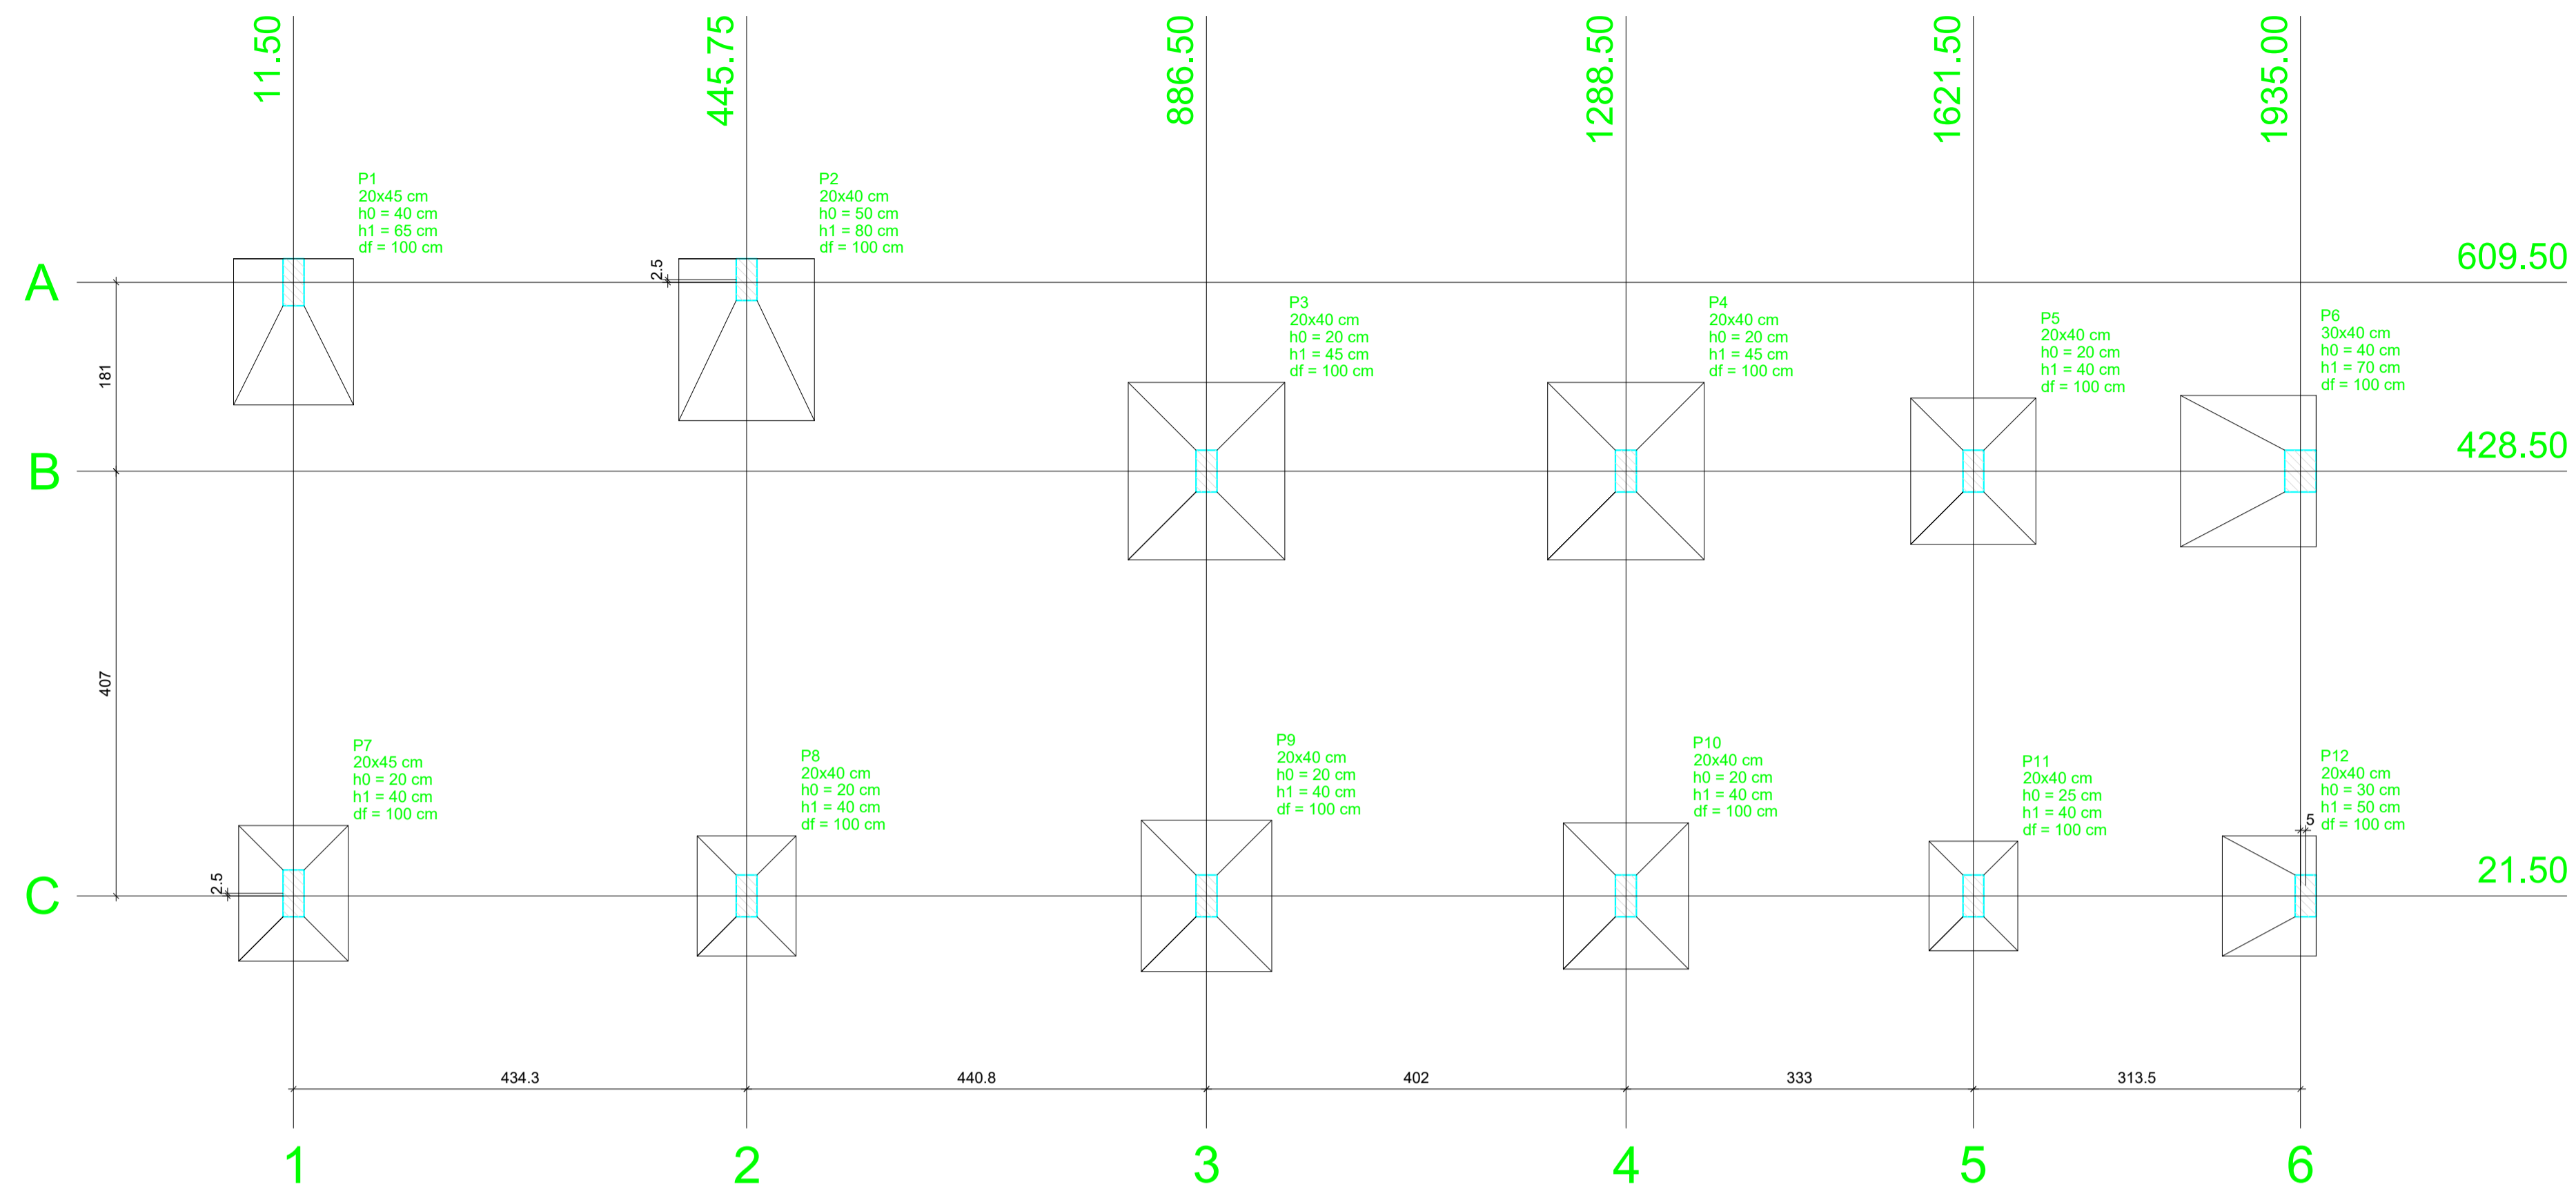 11.50
445.75
886.50
1288.50
1621.50
1935.00
P1
20x45 cm
h0 = 40 cm
h1 = 65 cm
df = 100 cm
P2
20x40 cm
h0 = 50 cm
h1 = 80 cm
df = 100 cm
A
2.5
609.50
P3
20x40 cm
h0 = 20 cm
h1 = 45 cm
df = 100 cm
P4
20x40 cm
h0 = 20 cm
h1 = 45 cm
df = 100 cm
P5
20x40 cm
h0 = 20 cm
h1 = 40 cm
df = 100 cm
P6
30x40 cm
h0 = 40 cm
h1 = 70 cm
df = 100 cm
181
B
428.50
407
P7
20x45 cm
h0 = 20 cm
h1 = 40 cm
df = 100 cm
P8
20x40 cm
h0 = 20 cm
h1 = 40 cm
df = 100 cm
P9
20x40 cm
h0 = 20 cm
h1 = 40 cm
df = 100 cm
P10
20x40 cm
h0 = 20 cm
h1 = 40 cm
df = 100 cm
P11
20x40 cm
h0 = 25 cm
h1 = 40 cm
df = 100 cm
P12
20x40 cm
h0 = 30 cm
h1 = 50 cm
df = 100 cm
5
C
2.5
21.50
434.3
440.8
402
333
313.5
1
2
3
4
5
6